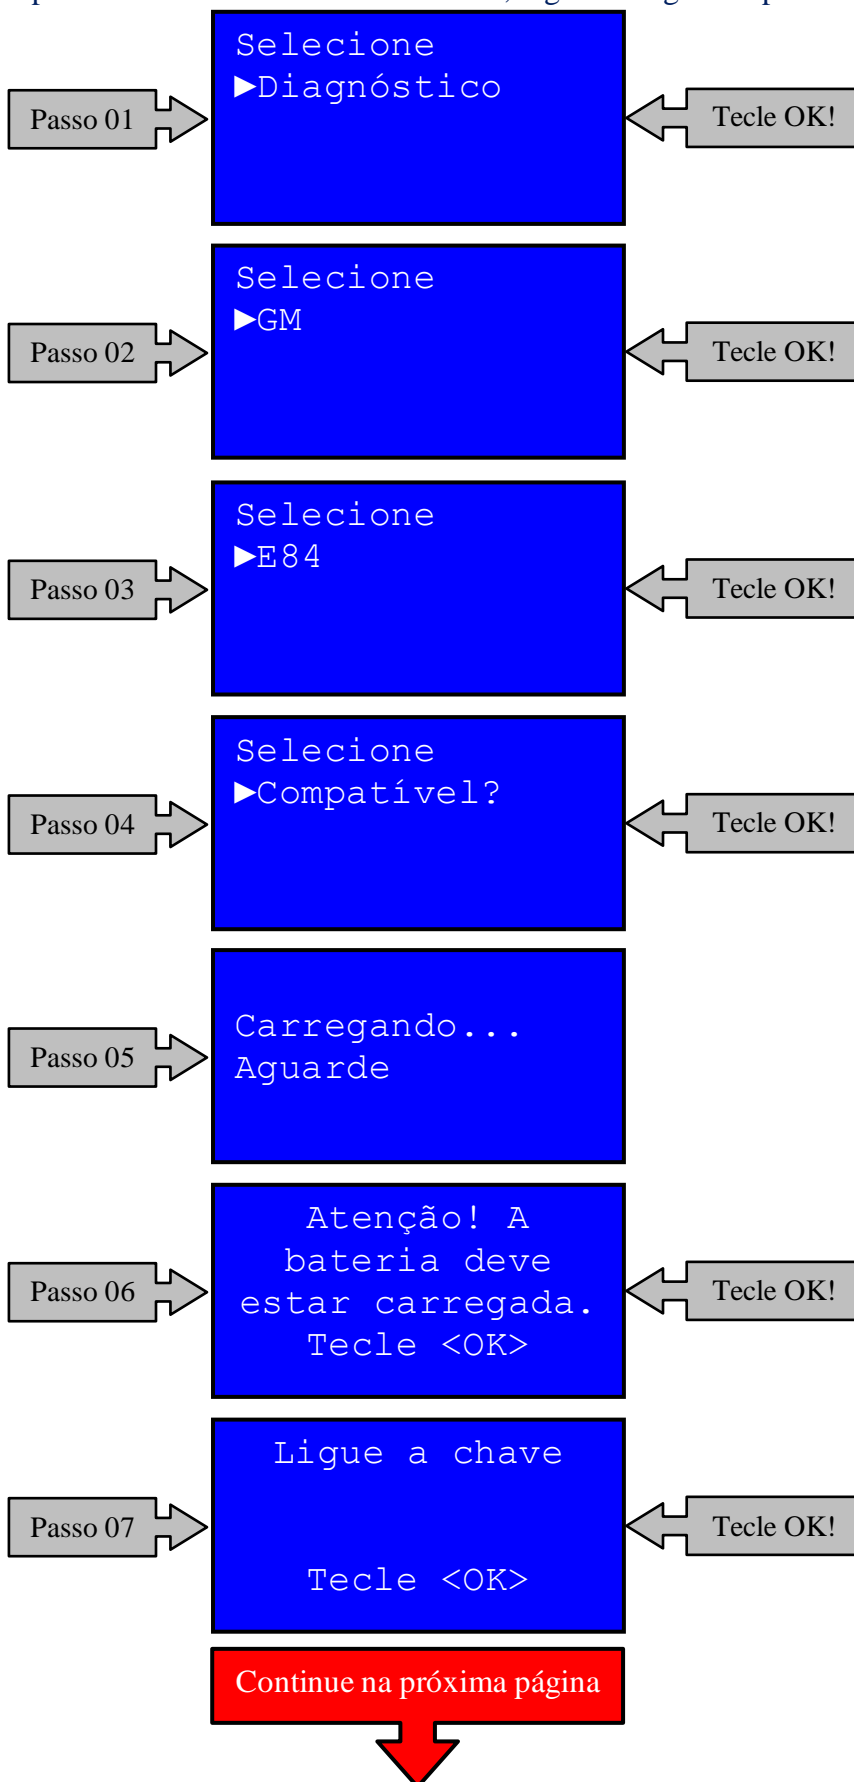 Selecione
►Diagnóstico
Passo 01
Tecle OK!
Selecione
►GM
Passo 02
Tecle OK!
Selecione
►E84
Passo 03
Tecle OK!
Selecione
►Compatível?
Passo 04
Tecle OK!
Carregando...
Aguarde
Passo 05
Atenção! A
bateria deve
estar carregada.
Tecle <OK>
Passo 06
Tecle OK!
Ligue a chave
Tecle <OK>
Passo 07
Tecle OK!
Continue na próxima página